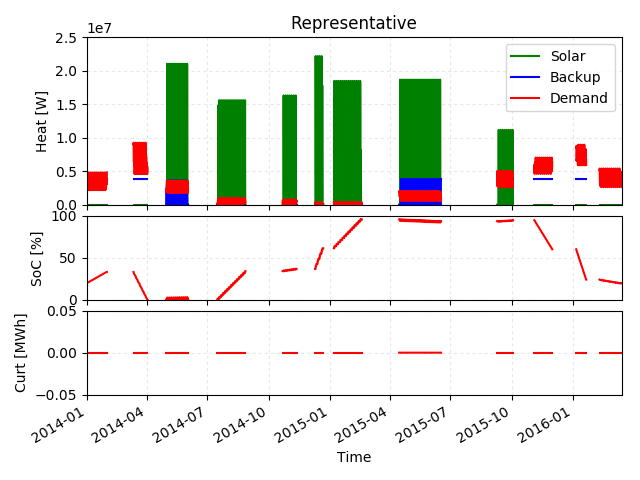 Representative
1e7
2.5
2.0
1.5
1.0
0.5
0.0
Heat [W]
Solar
Backup
Demand
100
50
0
SoC [%]
0.05
0.00
−0.05
Curt [MWh]
2014-01
2014-04
2014-07
2014-10
2015-01
2015-04
2015-07
2015-10
2016-01
Time